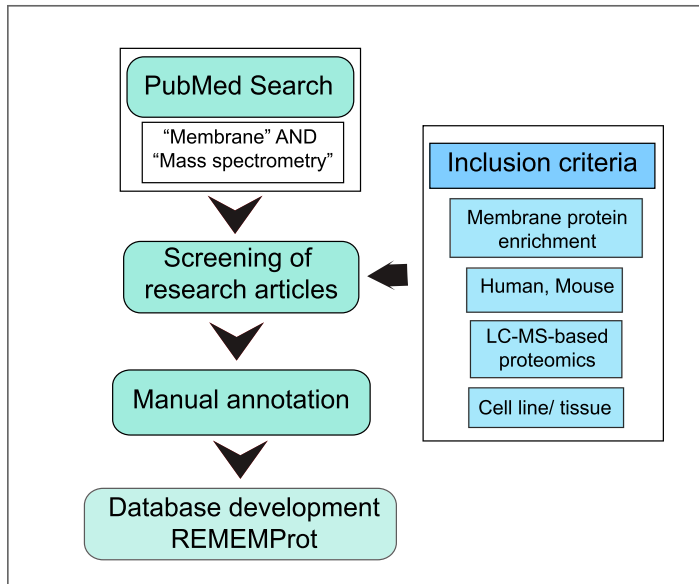 PubMed Search
“Membrane” AND
“Mass spectrometry”
Screening of
research articles
Manual annotation
Database development
REMEMProt
Inclusion criteria
Membrane protein
enrichment
Human, Mouse
LC-MS-based
proteomics
Cell line/ tissue